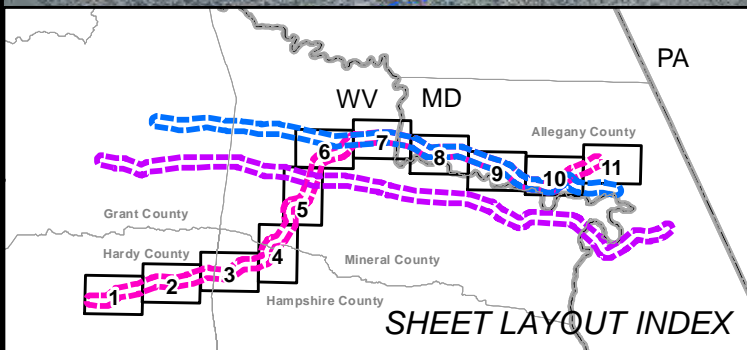 PA
WV MD
Allegany County
6 7 8 9 10 11
5
Grant County
Hardy County
4
Mineral County
1 2 3
Hampshire County
SHEET LAYOUT INDEX